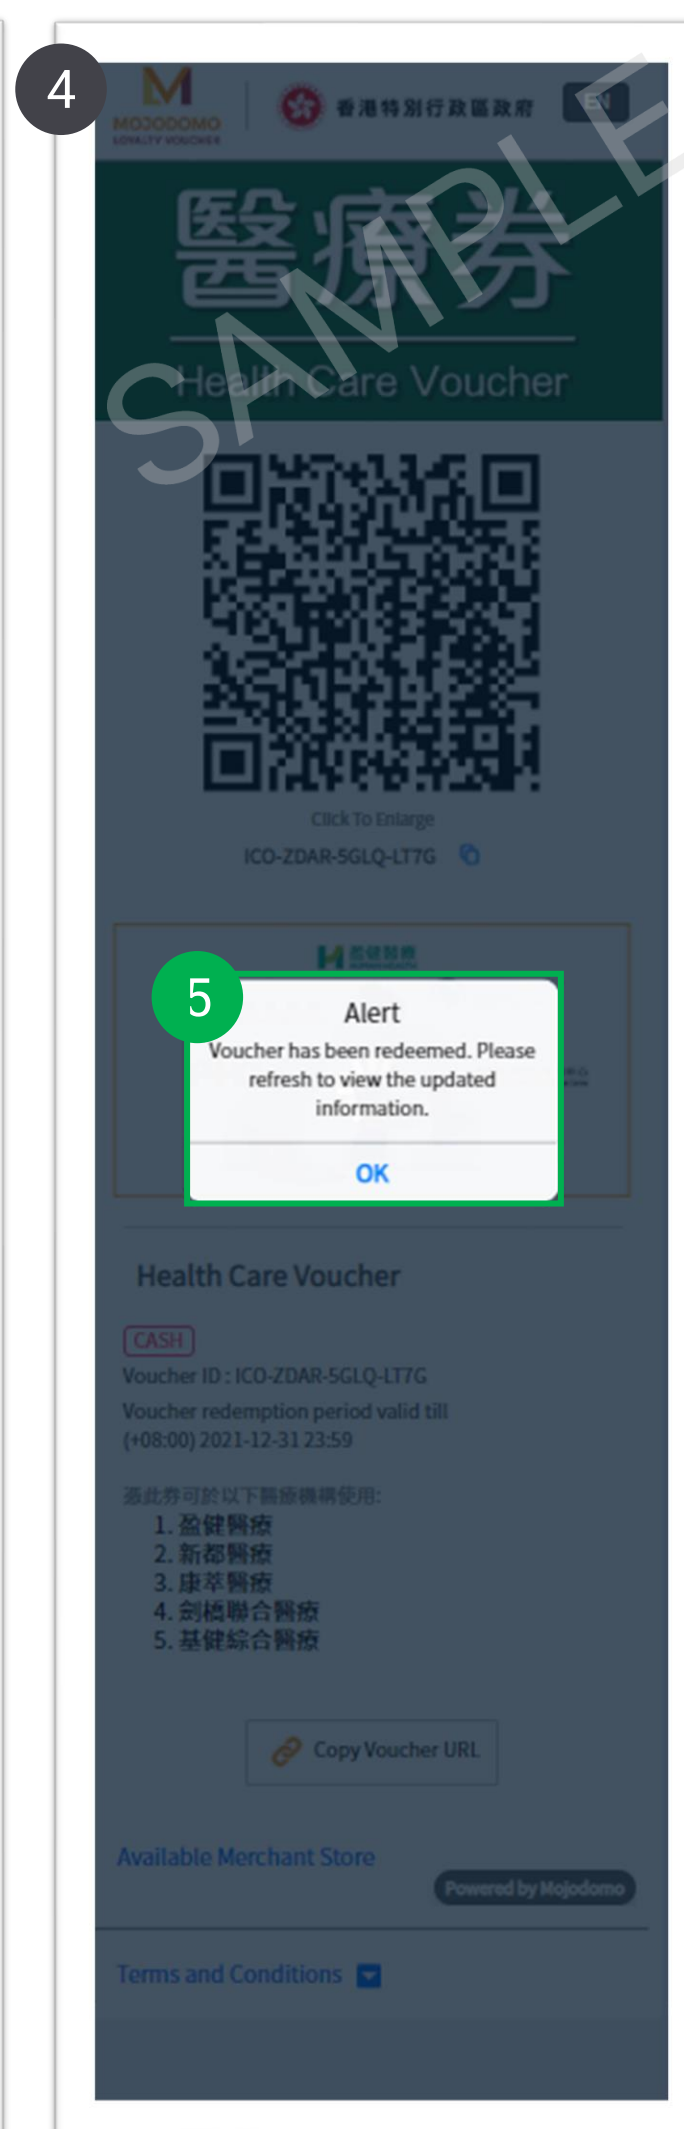 4
MOJODOMO
LOYALTY VOUCHER
香港特別行政區政府
EN
SAMPLE
醫療券
Health Care Voucher
Click To Enlarge
ICO-ZDAR-5GLQ-LT7G
盈健醫療
5
Alert
Voucher has been redeemed. Please
refresh to view the updated
information.
OK
Health Care Voucher
CASH
Voucher ID : ICO-ZDAR-5GLQ-LT7G
Voucher redemption period valid till
(+08:00) 2021-12-31 23:59
憑此券可於以下醫療機構使用:
1. 盈健醫療
2. 新都醫療
3. 康萃醫療
4. 劍橋聯合醫療
5. 基健綜合醫療
Copy Voucher URL
Available Merchant Store
Powered by Mojodomo
Terms and Conditions